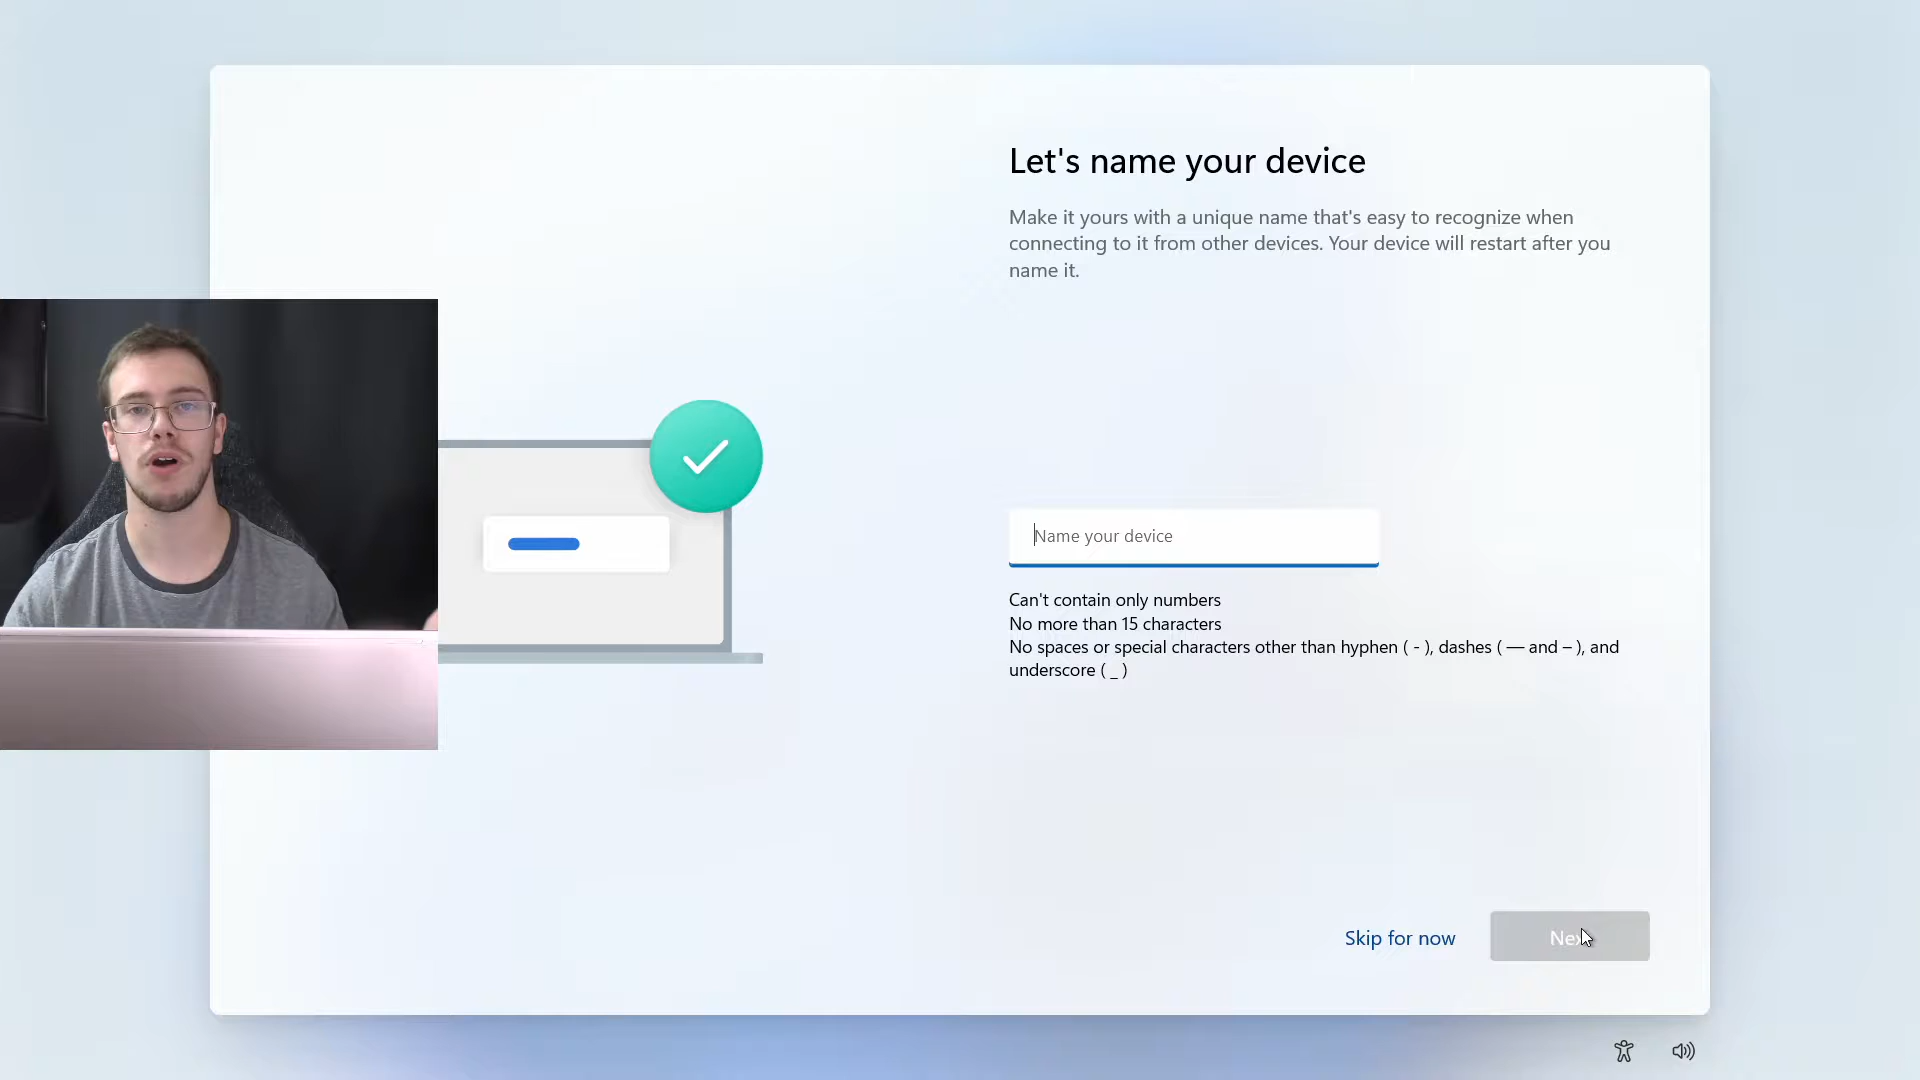 Let's name your device
Make it yours with a unique name that's easy to recognize when
connecting to it from other devices. Your device will restart after you
name it.
Name your device
Can't contain only numbers
No more than 15 characters
No spaces or special characters other than hyphen ( - ), dashes ( — and – ), and
underscore ( _ )
Skip for now
Next